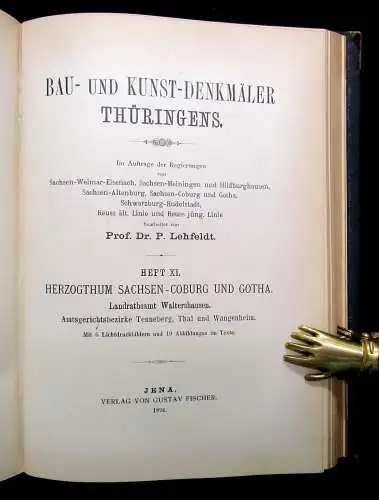 BAU- UND KUNST-DENKMÄLER
THÜRINGENS.
Im Auftrage der Regierungen
von
Sachsen-Weimar-Eisenach, Sachsen-Meiningen und Hildburghausen,
Sachsen-Altenburg, Sachsen-Coburg und Gotha,
Schwarzburg-Rudolstadt,
Reuss ält. Linie und Reuss jüng. Linie
bearbeitet von
Prof. Dr. P. Lehfeldt.
HEFT XI.
HERZOGTHUM SACHSEN-COBURG UND GOTHA.
Landrathsamt Waltershausen.
Amtsgerichtsbezirke Tenneberg, Thal und Wangenheim.
Mit 6 Lichtdruckbildern und 19 Abbildungen im Texte.
JENA,
VERLAG VON GUSTAV FISCHER.
1891.